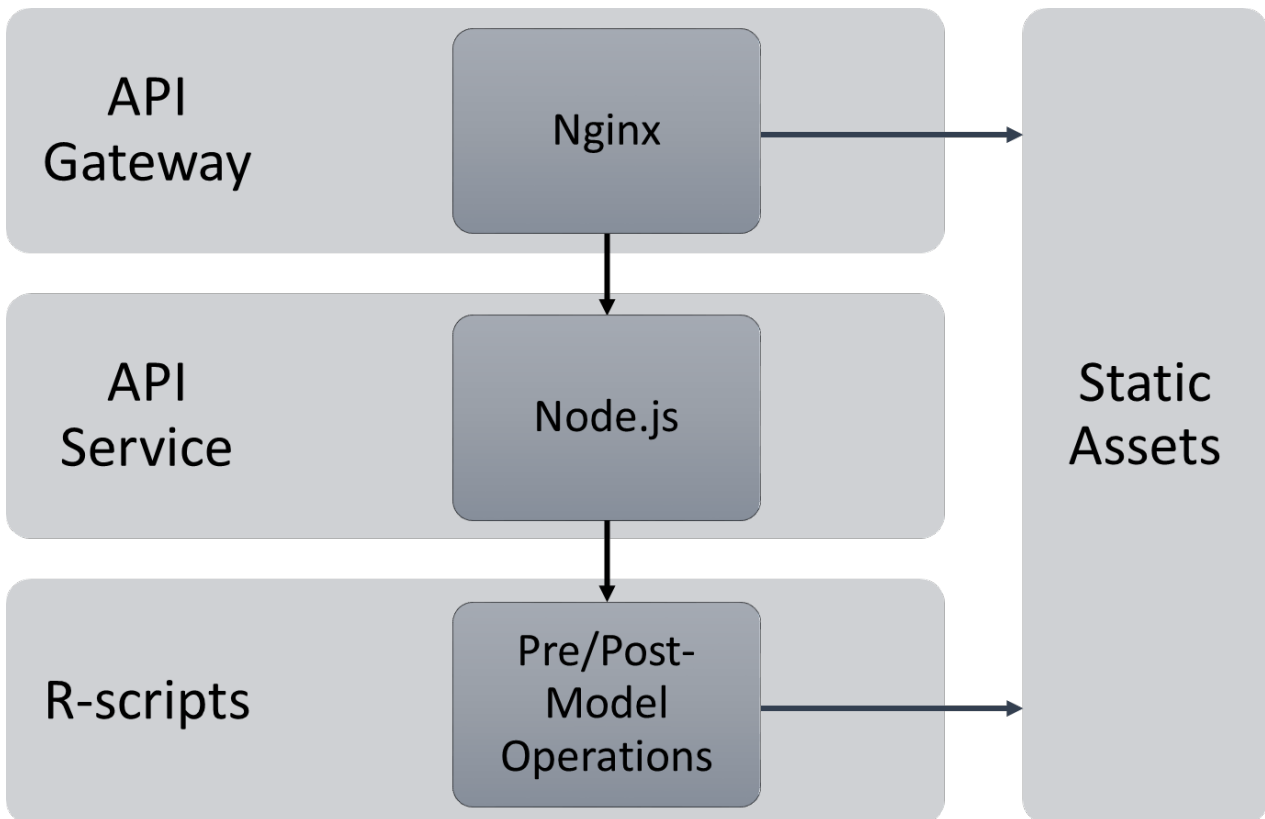 API
Gateway
Nginx
API
Service
Node.js
Static
Assets
R-scripts
Pre/Post-
Model
Operations